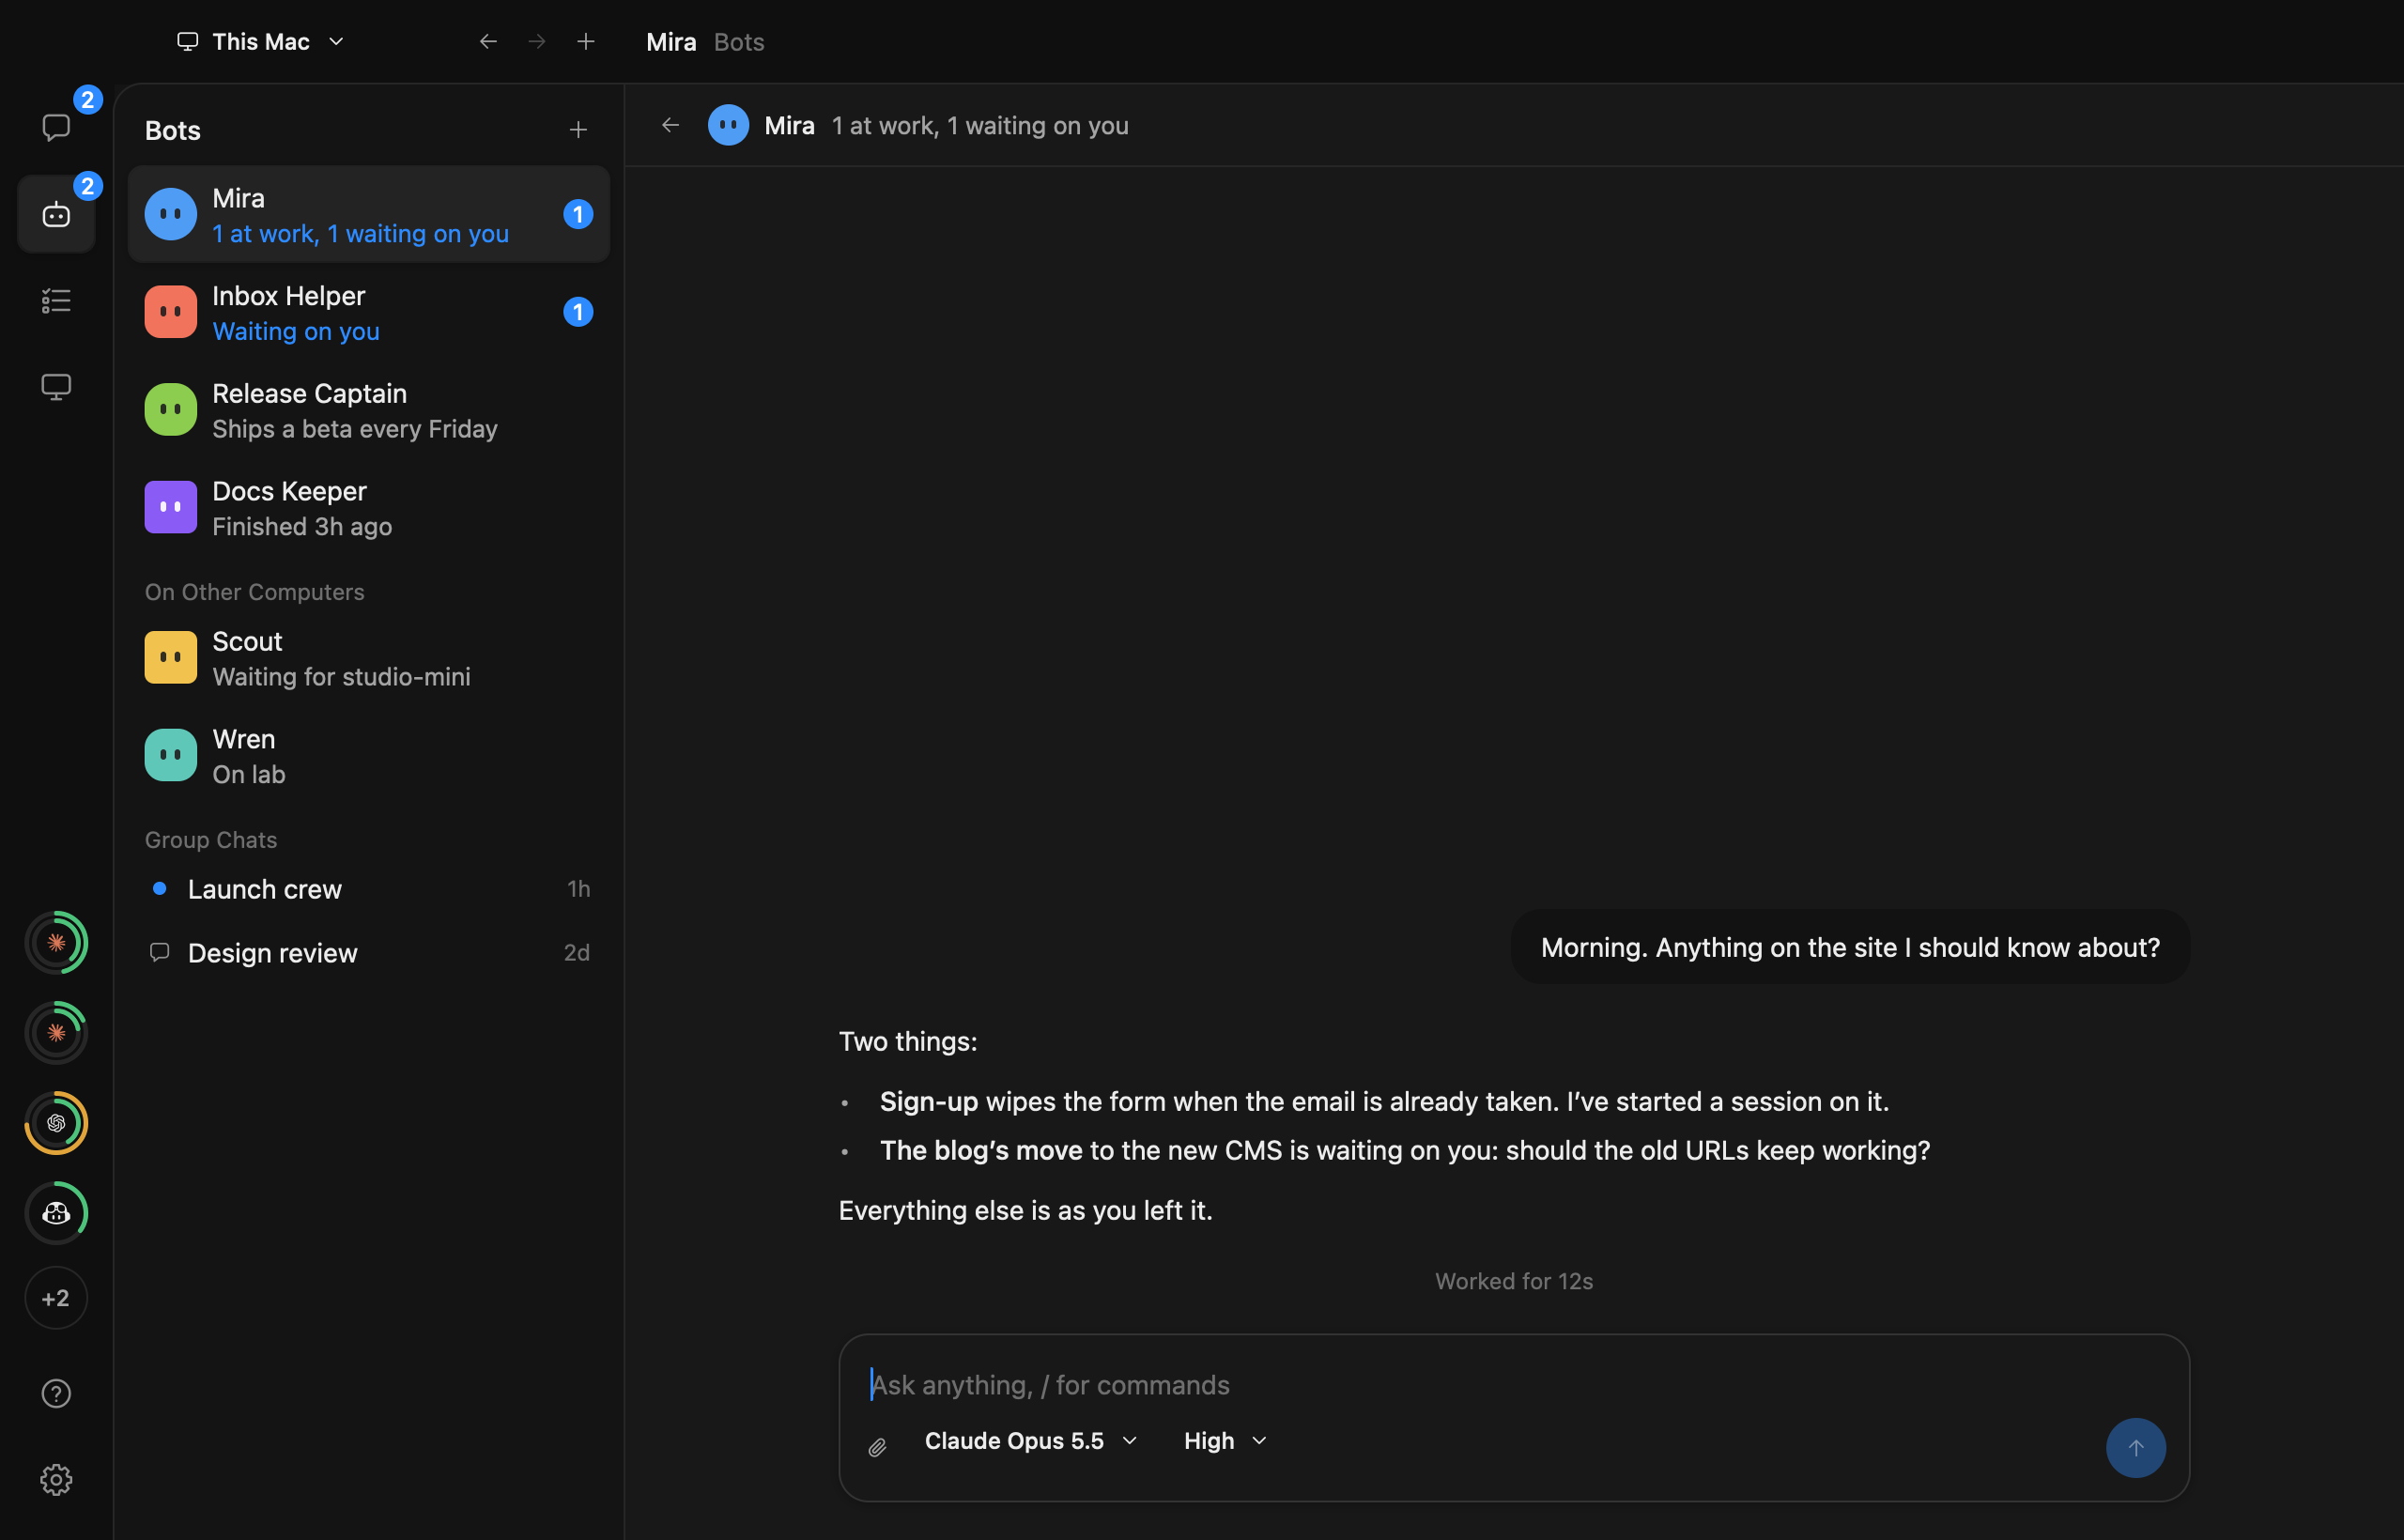 This Mac
Mira Bots
2
2
Bots
Mira
1 at work, 1 waiting on you
1
Inbox Helper
Waiting on you
1
Release Captain
Ships a beta every Friday
Docs Keeper
Finished 3h ago
On Other Computers
Scout
Waiting for studio-mini
Wren
On lab
Group Chats
Launch crew 1h
Design review 2d
+2
Mira 1 at work, 1 waiting on you
Morning. Anything on the site I should know about?
Two things:
• Sign-up wipes the form when the email is already taken. I’ve started a session on it.
• The blog’s move to the new CMS is waiting on you: should the old URLs keep working?
Everything else is as you left it.
Worked for 12s
Ask anything, / for commands
Claude Opus 5.5 High